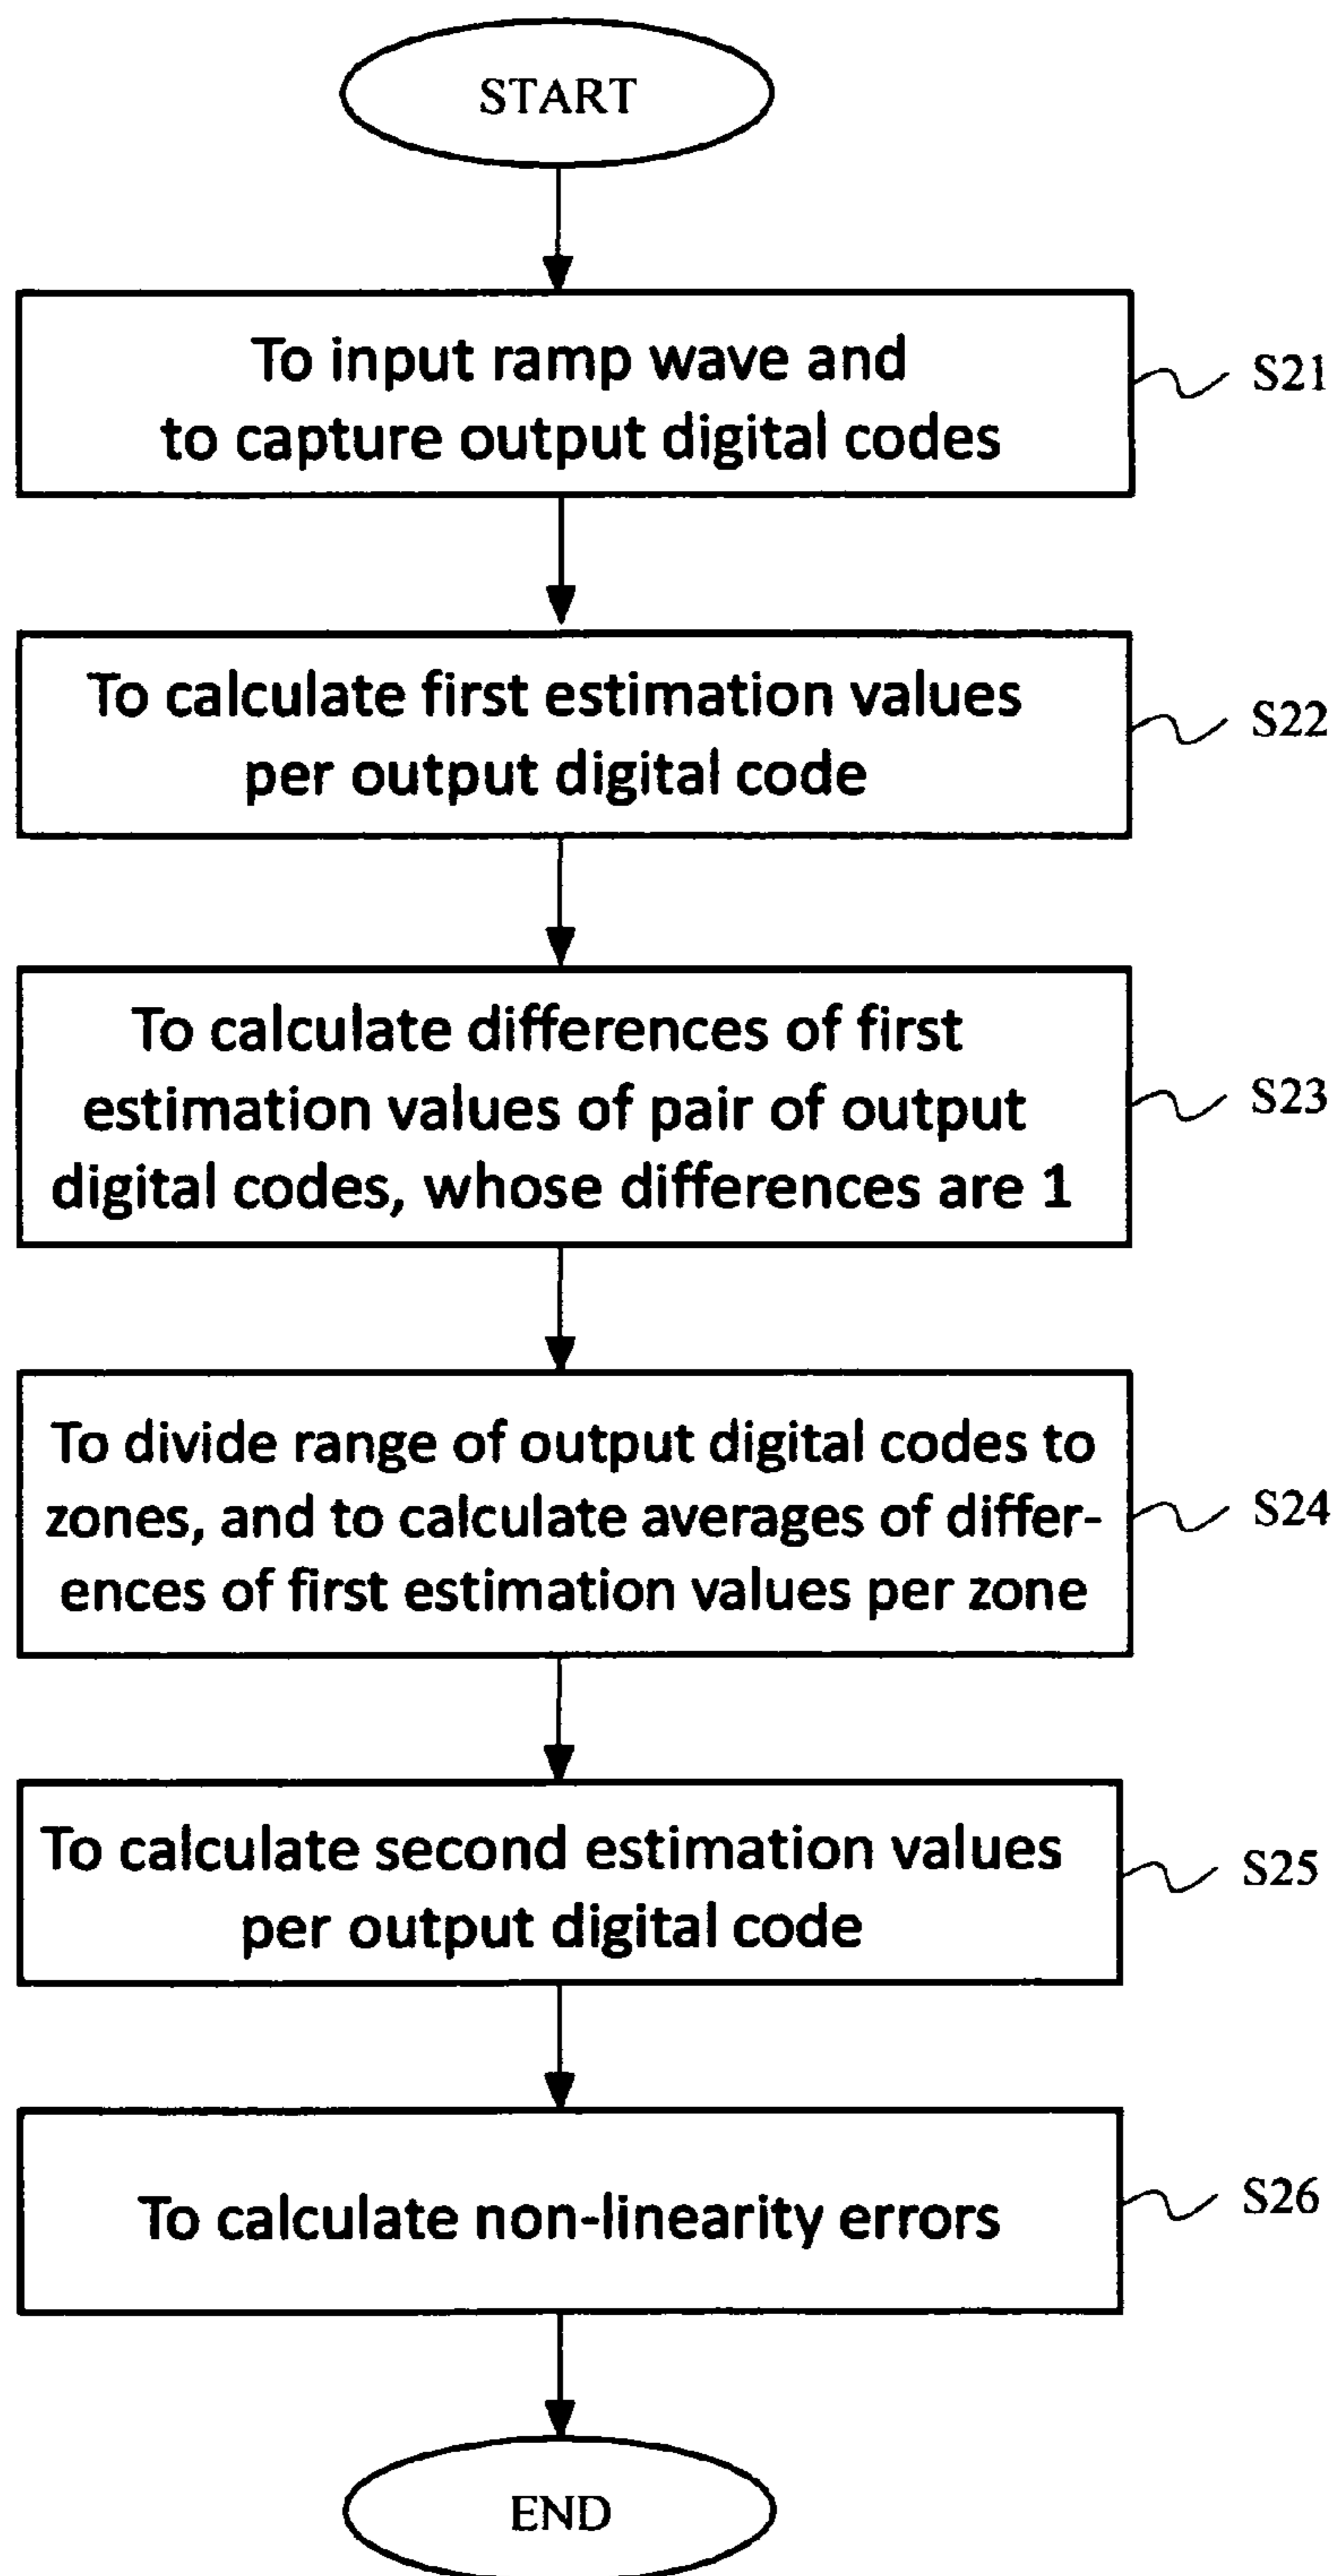 START
To input ramp wave and
to capture output digital codes
S21
To calculate first estimation values
per output digital code
S22
To calculate differences of first
estimation values of pair of output
digital codes, whose differences are 1
S23
To divide range of output digital codes to
zones, and to calculate averages of differ-
ences of first estimation values per zone
S24
To calculate second estimation values
per output digital code
S25
To calculate non-linearity errors
S26
END